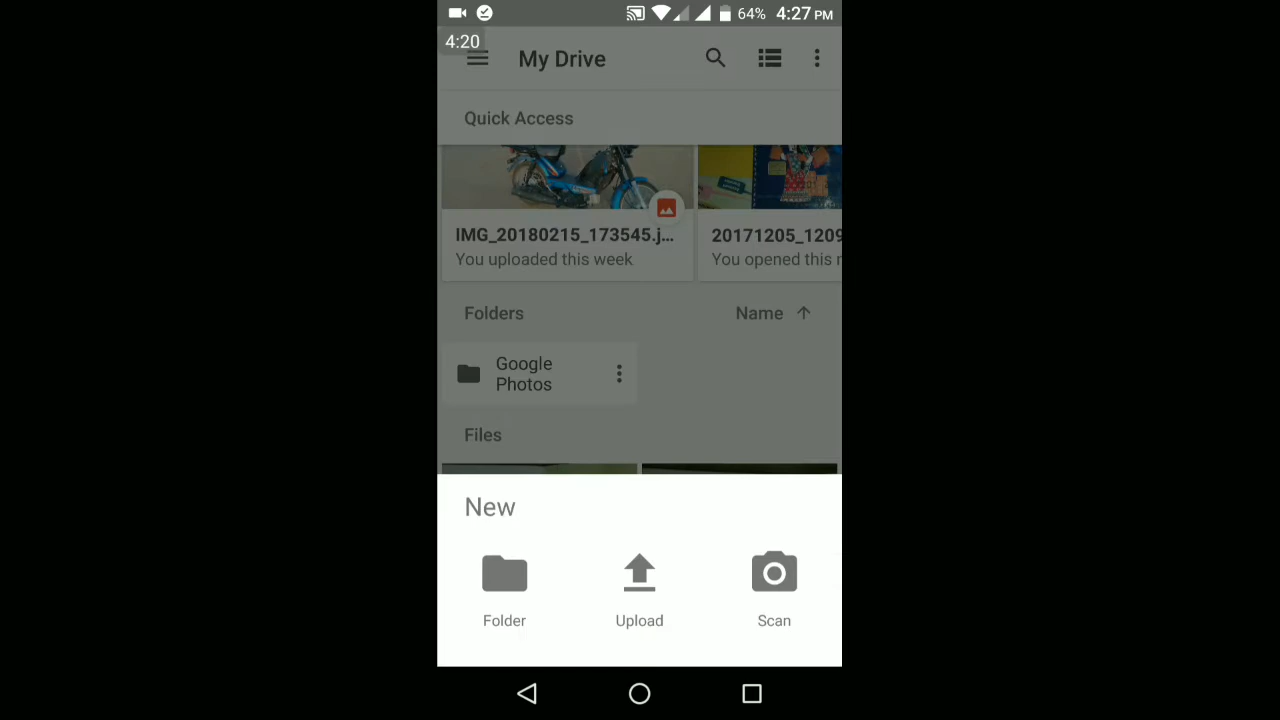 64% 4:27 PM
4:20
My Drive
Quick Access
IMG_20180215_173545.j...
20171205_1209
You uploaded this week
You opened this
Folders
Name
Google
Photos
Files
New
Folder
Upload
Scan